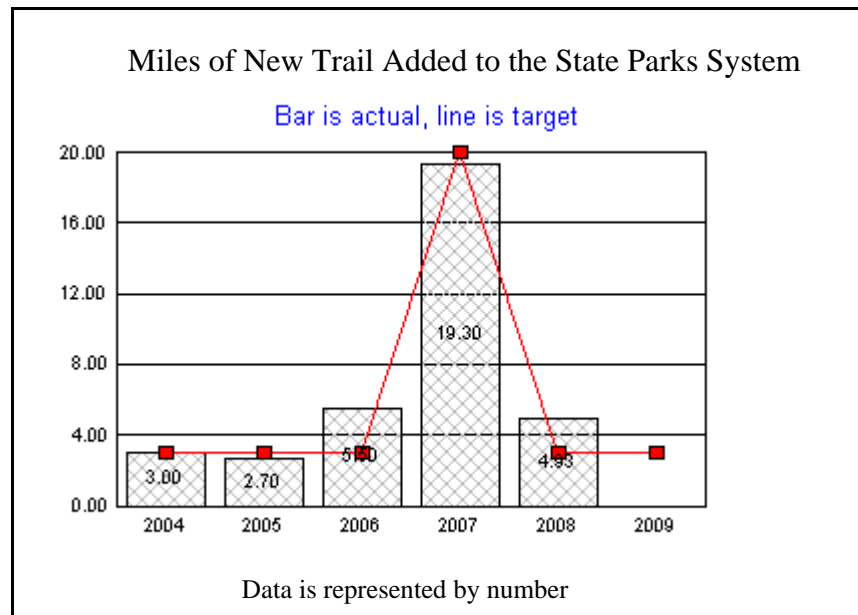 Miles of New Trail Added to the State Parks System
Bar is actual, line is target
20.00
16.00
12.00
8.00
4.00
0.00
3.00
2.70
5.50
19.30
4.93
2004 2005 2006 2007 2008 2009
Data is represented by number